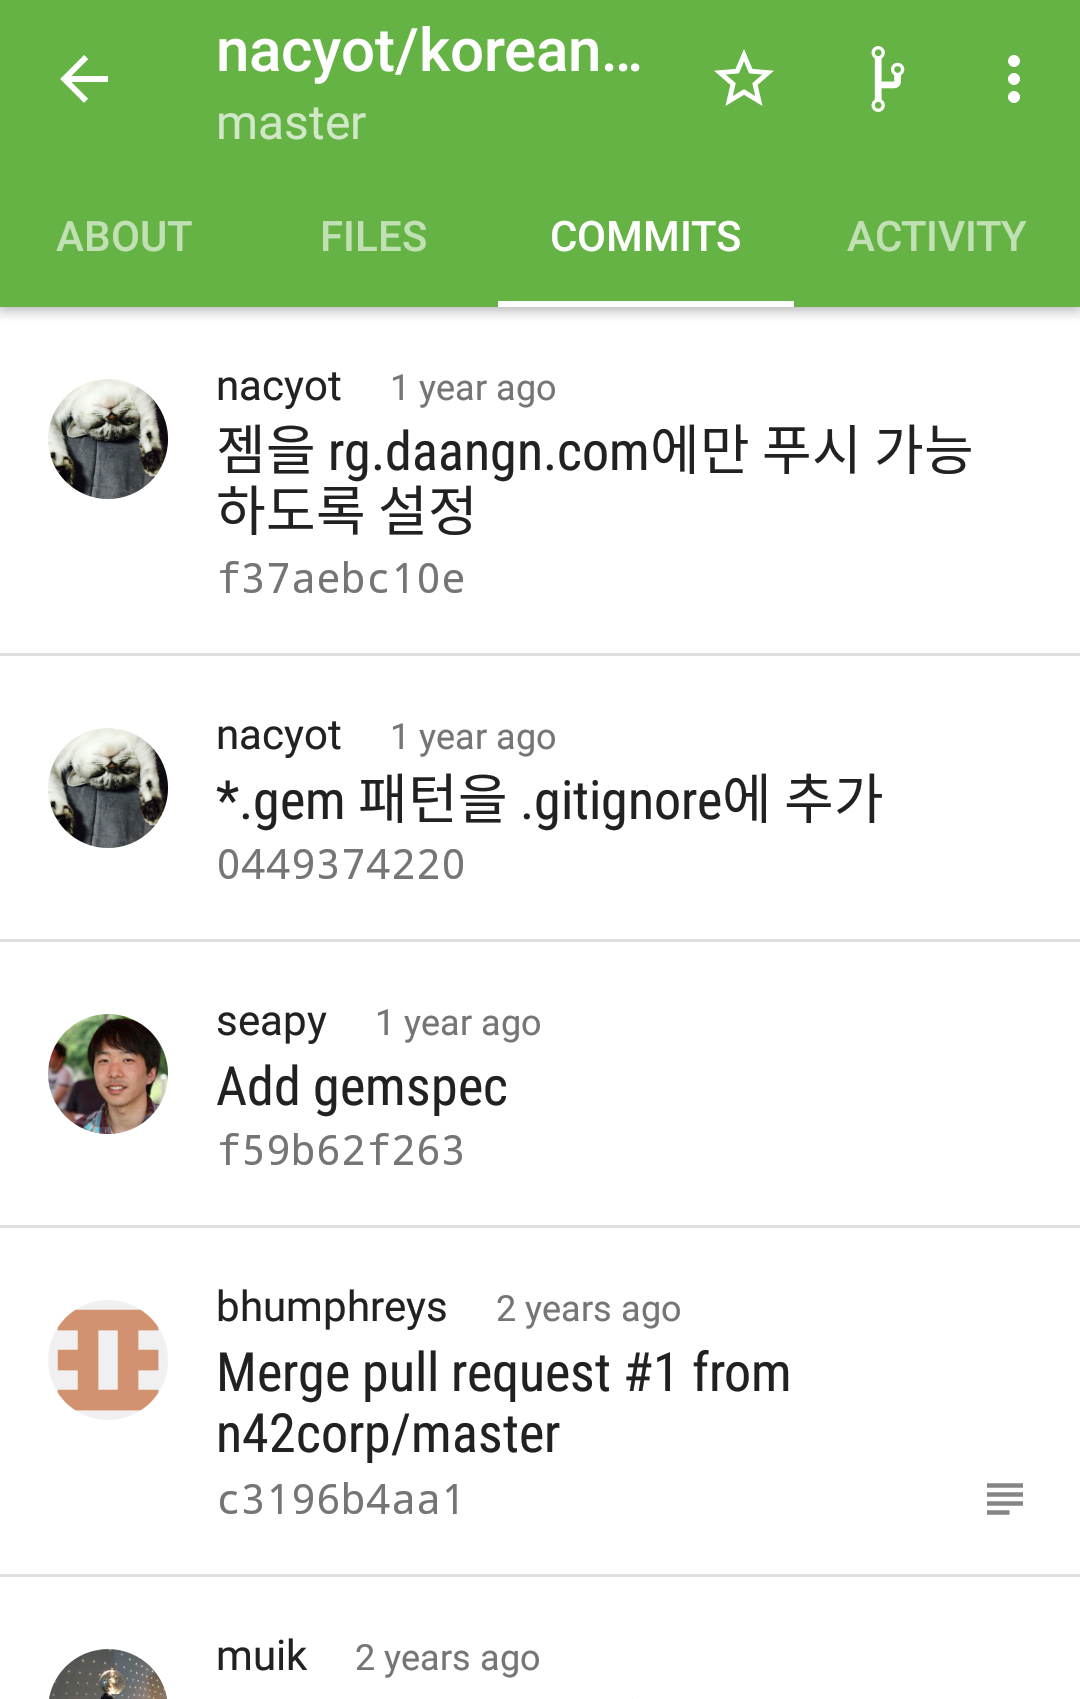 nacyot/korean...
master
ABOUT FILES COMMITS ACTIVITY
nacyot 1 year ago
젬을 rg.daangn.com에만 푸시 가능
하도록 설정
f37aebc10e
nacyot 1 year ago
*.gem 패턴을 .gitignore에 추가
0449374220
seapy 1 year ago
Add gemspec
f59b62f263
bhumphreys 2 years ago
Merge pull request #1 from
n42corp/master
c3196b4aa1
muik 2 years ago